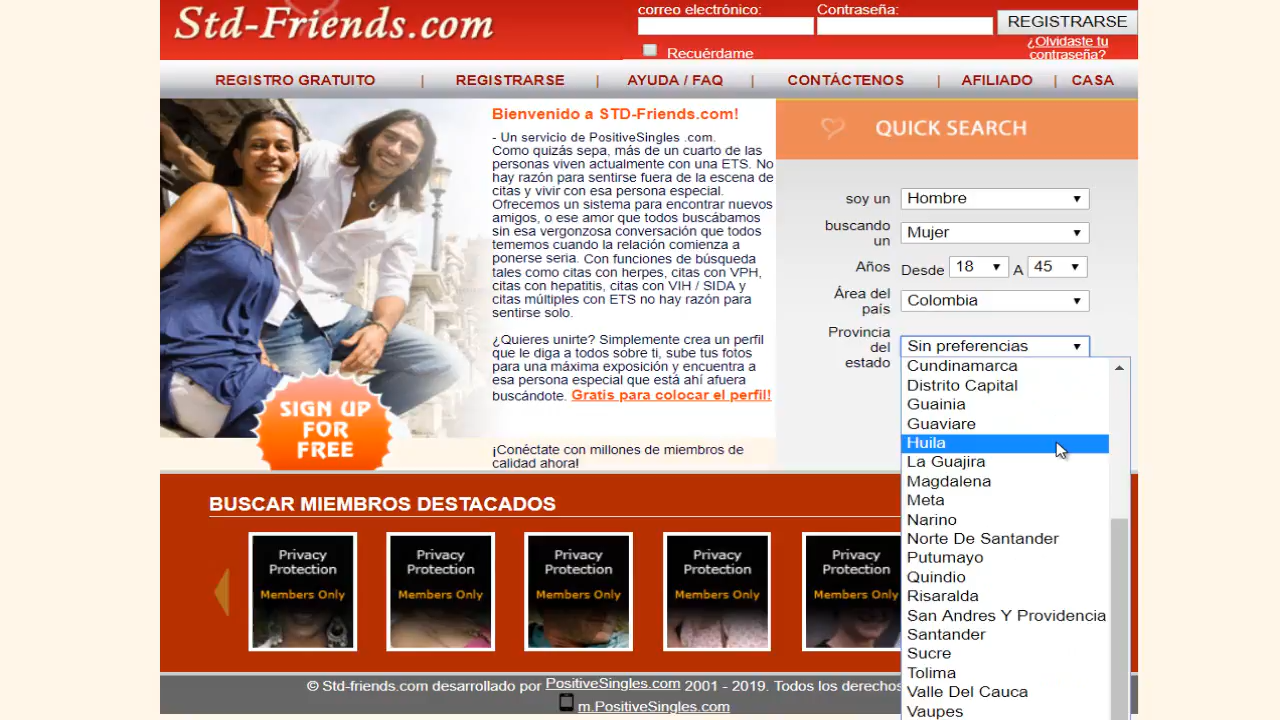 Std-Friends.com
correo electrónico:
Contraseña:
REGISTRARSE
Recuérdame
¿Olvidaste tu
contraseña?
REGISTRO GRATUITO | REGISTRARSE | AYUDA / FAQ | CONTÁCTENOS | AFILIADO | CASA
Bienvenido a STD-Friends.com!
- Un servicio de PositiveSingles .com.
Como quizás sepa, más de un cuarto de las
personas viven actualmente con una ETS. No
hay razón para sentirse fuera de la escena de
citas y vivir con esa persona especial.
Ofrecemos un sistema para encontrar nuevos
amigos, o ese amor que todos buscábamos
sin esa vergonzosa conversación que todos
tememos cuando la relación comienza a
ponerse seria. Con funciones de búsqueda
tales como citas con herpes, citas con VPH,
citas con hepatitis, citas con VIH / SIDA y
citas múltiples con ETS no hay razón para
sentirse solo.
¿Quieres unirte? Simplemente crea un perfil
que le diga a todos sobre ti, sube tus fotos
para una máxima exposición y encuentra a
esa persona especial que está ahí afuera
buscándote. Gratis para colocar el perfil!
¡Conéctate con millones de miembros de
calidad ahora!
SIGN UP
FOR
FREE
QUICK SEARCH
soy un Hombre
buscando
un
Mujer
Años Desde 18 A 45
Área del
país
Colombia
Provincia
del
estado
Sin preferencias
Cundinamarca
Distrito Capital
Guainia
Guaviare
Huila
La Guajira
Magdalena
Meta
Narino
Norte De Santander
Putumayo
Quindio
Risaralda
San Andres Y Providencia
Santander
Sucre
Tolima
Valle Del Cauca
Vaupes
BUSCAR MIEMBROS DESTACADOS
Privacy
Protection
Members Only
Privacy
Protection
Members Only
Privacy
Protection
Members Only
Privacy
Protection
Members Only
Privacy
Protection
Members Only
© Std-friends.com desarrollado por PositiveSingles.com 2001 - 2019. Todos los derechos
m.PositiveSingles.com